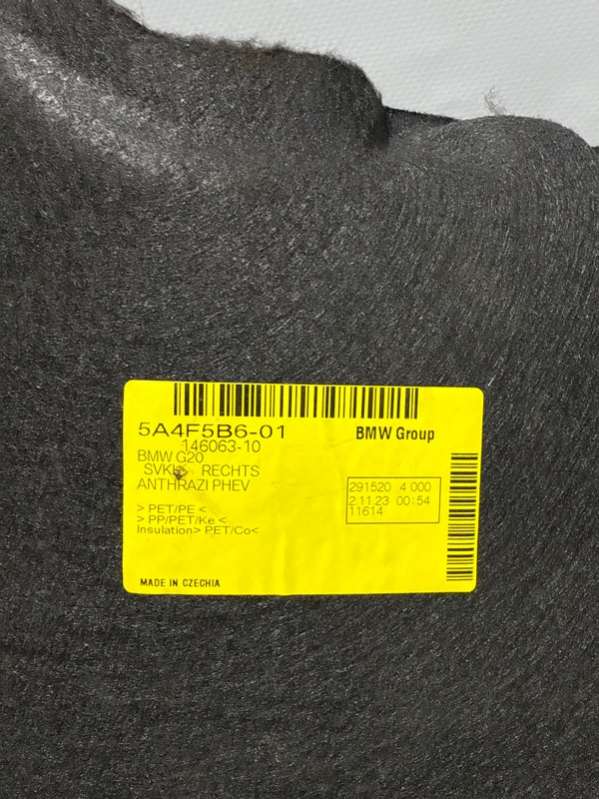 5A4F5B6-01
BMW Group
146063-10
BMW G20
RECHTS
ANTHRAZI PHEV
> PET/PE <
> PP/PET/Ke <
Insulation> PET/Co<
291520 4 000
2.11.23 00:54
11614
MADE IN CZECHIA